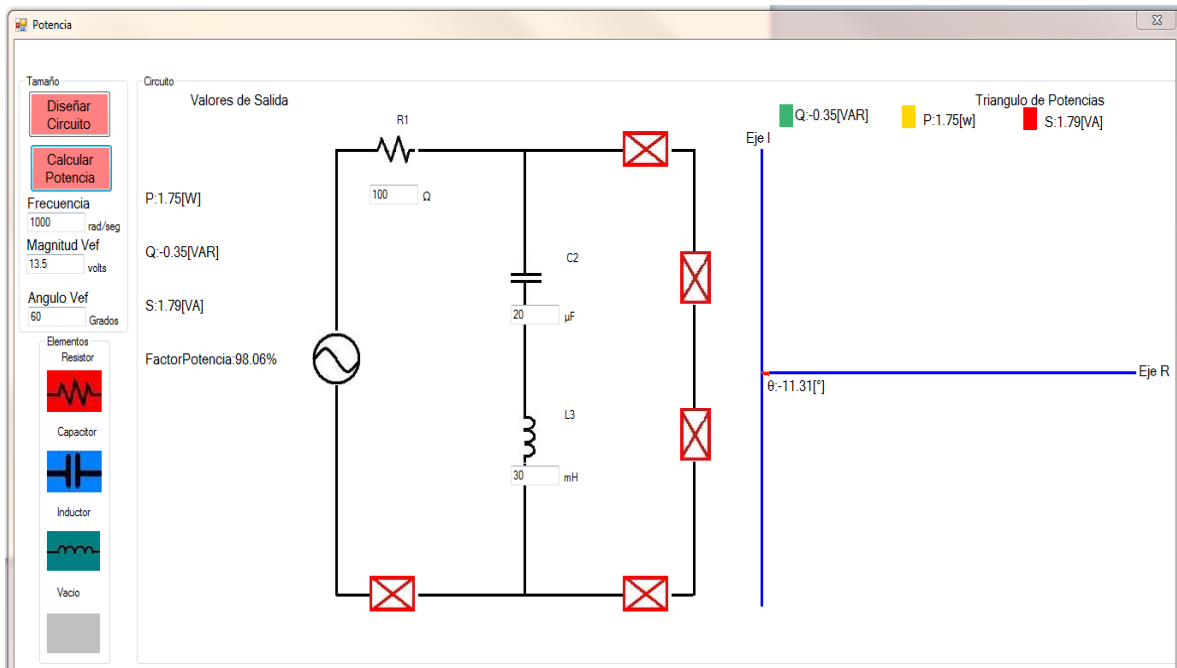 Potencia
Tamaño
Diseñar
Circuito
Calcular
Potencia
Frecuencia
1000 rad/seg
Magnitud Vef
13.5 volts
Angulo Vef
60 Grados
Elementos
Resistor
Capacitor
Inductor
Vacio
Circuito
Valores de Salida
P:1.75[W]
Q:-0.35[VAR]
S:1.79[VA]
FactorPotencia:98.06%
R1
100 Ω
C2
20 µF
L3
30 mH
Triangulo de Potencias
Q:-0.35[VAR] P:1.75[w] S:1.79[VA]
Eje I
Eje R
θ:-11.31[°]